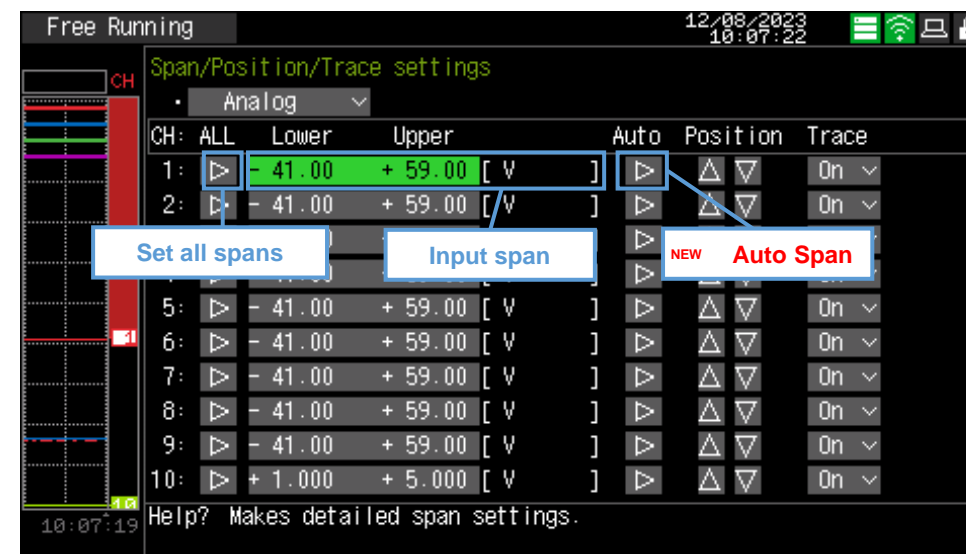 Free Running 12/08/2023 10:07:22
CH
Span/Position/Trace settings
Analog
CH: ALL Lower Upper Auto Position Trace
1: - 41.00 + 59.00 [ V ] On
2: - 41.00 + 59.00 [ V ] On
Set all spans Input span NEW Auto Span
5: - 41.00 + 59.00 [ V ] On
1 6: - 41.00 + 59.00 [ V ] On
7: - 41.00 + 59.00 [ V ] On
8: - 41.00 + 59.00 [ V ] On
9: - 41.00 + 59.00 [ V ] On
10: + 1.000 + 5.000 [ V ] On
10
10:07:19 Help? Makes detailed span settings.